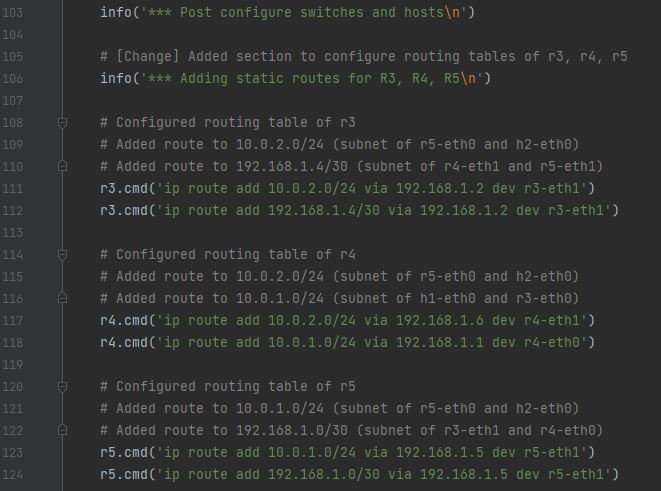 103 info('*** Post configure switches and hosts\n')
104
105 # [Change] Added section to configure routing tables of r3, r4, r5
106 info('*** Adding static routes for R3, R4, R5\n')
107
108 # Configured routing table of r3
109 # Added route to 10.0.2.0/24 (subnet of r5-eth0 and h2-eth0)
110 # Added route to 192.168.1.4/30 (subnet of r4-eth1 and r5-eth1)
111 r3.cmd('ip route add 10.0.2.0/24 via 192.168.1.2 dev r3-eth1')
112 r3.cmd('ip route add 192.168.1.4/30 via 192.168.1.2 dev r3-eth1')
113
114 # Configured routing table of r4
115 # Added route to 10.0.2.0/24 (subnet of r5-eth0 and h2-eth0)
116 # Added route to 10.0.1.0/24 (subnet of h1-eth0 and r3-eth0)
117 r4.cmd('ip route add 10.0.2.0/24 via 192.168.1.6 dev r4-eth1')
118 r4.cmd('ip route add 10.0.1.0/24 via 192.168.1.1 dev r4-eth0')
119
120 # Configured routing table of r5
121 # Added route to 10.0.1.0/24 (subnet of r5-eth0 and h2-eth0)
122 # Added route to 192.168.1.0/30 (subnet of r3-eth1 and r4-eth0)
123 r5.cmd('ip route add 10.0.1.0/24 via 192.168.1.5 dev r5-eth1')
124 r5.cmd('ip route add 192.168.1.0/30 via 192.168.1.5 dev r5-eth1')